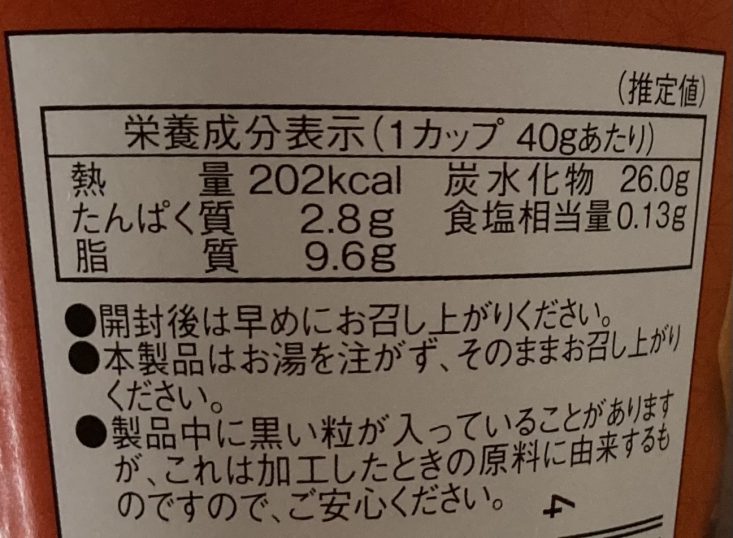 (推定値)
栄養成分表示(1カップ 40gあたり)
熱量 202kcal 炭水化物 26.0g
たんぱく質 2.8g 食塩相当量 0.13g
脂質 9.6g
●開封後は早めにお召し上がりください。
●本製品はお湯を注がず、そのままお召し上がり
ください。
●製品中に黒い粒が入っていることがあります
が、これは加工したときの原料に由来するも
のですので、ご安心ください。
4